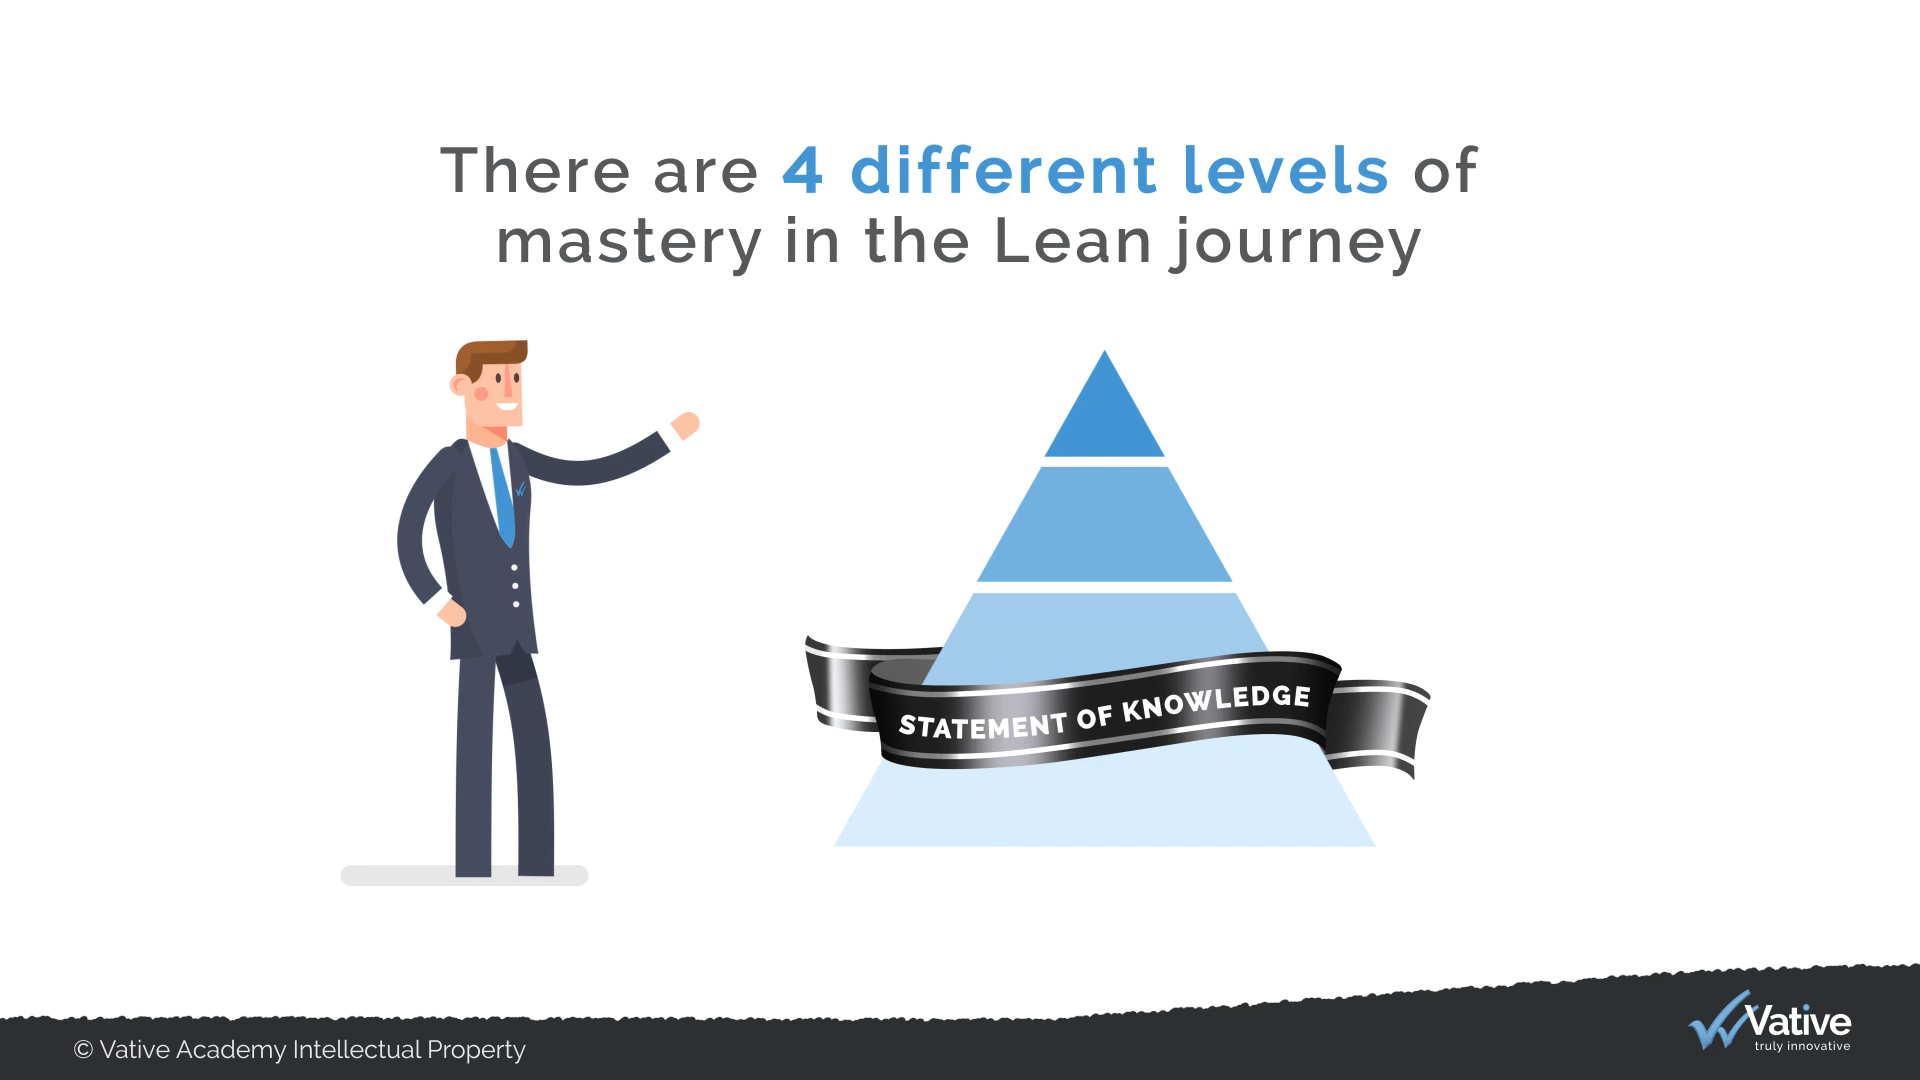 There are 4 different levels of
mastery in the Lean journey
STATEMENT OF KNOWLEDGE
© Vative Academy Intellectual Property
Vative
truly innovative